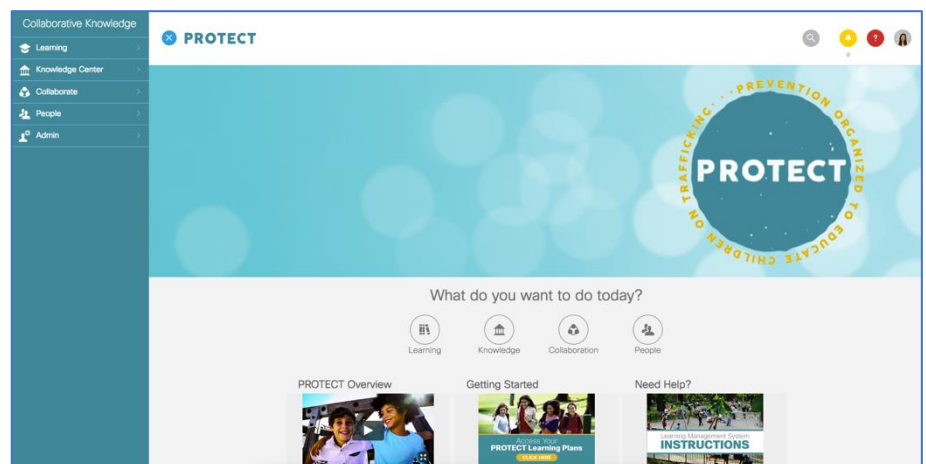 Collaborative Knowledge
Learning
Knowledge Center
Collaborate
People
Admin
PROTECT
?
PREVENTION ORGANIZED TO EDUCATE CHILDREN ON TRAFFICKING
PROTECT
What do you want to do today?
Learning
Knowledge
Collaboration
People
PROTECT Overview
Getting Started
Need Help?
Access Your
PROTECT Learning Plans
CLICK HERE
Learning Management System
INSTRUCTIONS